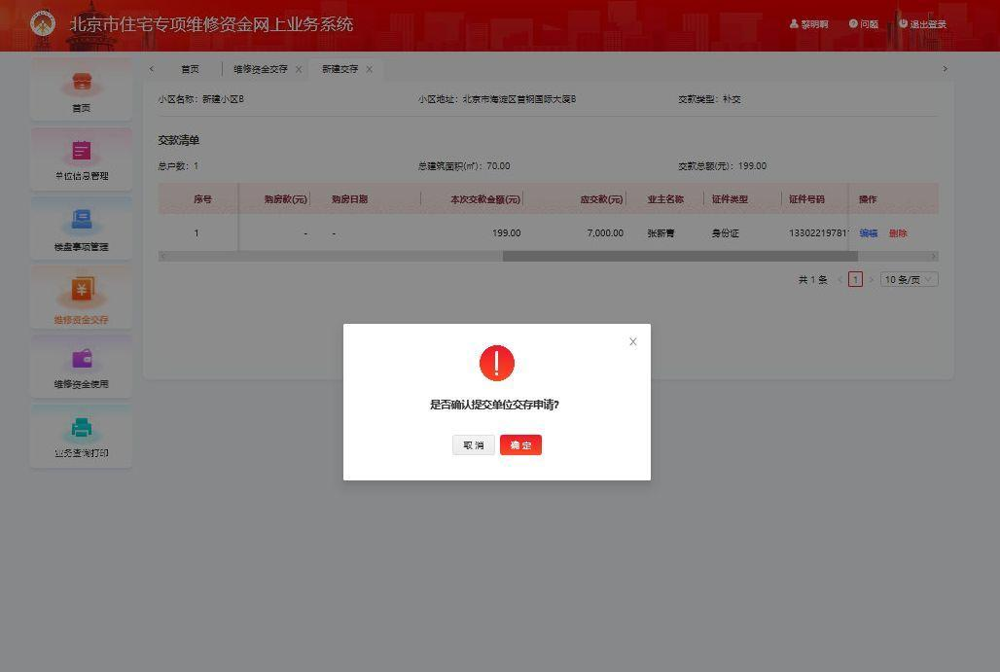 北京市住宅专项维修资金网上业务系统
黎明啊 问题 退出登录
首页 维修资金交存 新建交存
首页
单位信息管理
楼盘事项管理
维修资金交存
维修资金使用
业务查询打印
小区名称：新建小区B 小区地址：北京市海淀区首钢国际大厦B 交款类型：补交
交款清单
总户数：1 总建筑面积(㎡)：70.00 交款总额(元)：199.00
序号 购房款(元) 购房日期 本次交款金额(元) 应交款(元) 业主名称 证件类型 证件号码 操作
1 - - 199.00 7,000.00 张新青 身份证 1330221978 编辑 删除
共 1 条 < 1 > 10 条/页
是否确认提交单位交存申请?
取 消 确 定